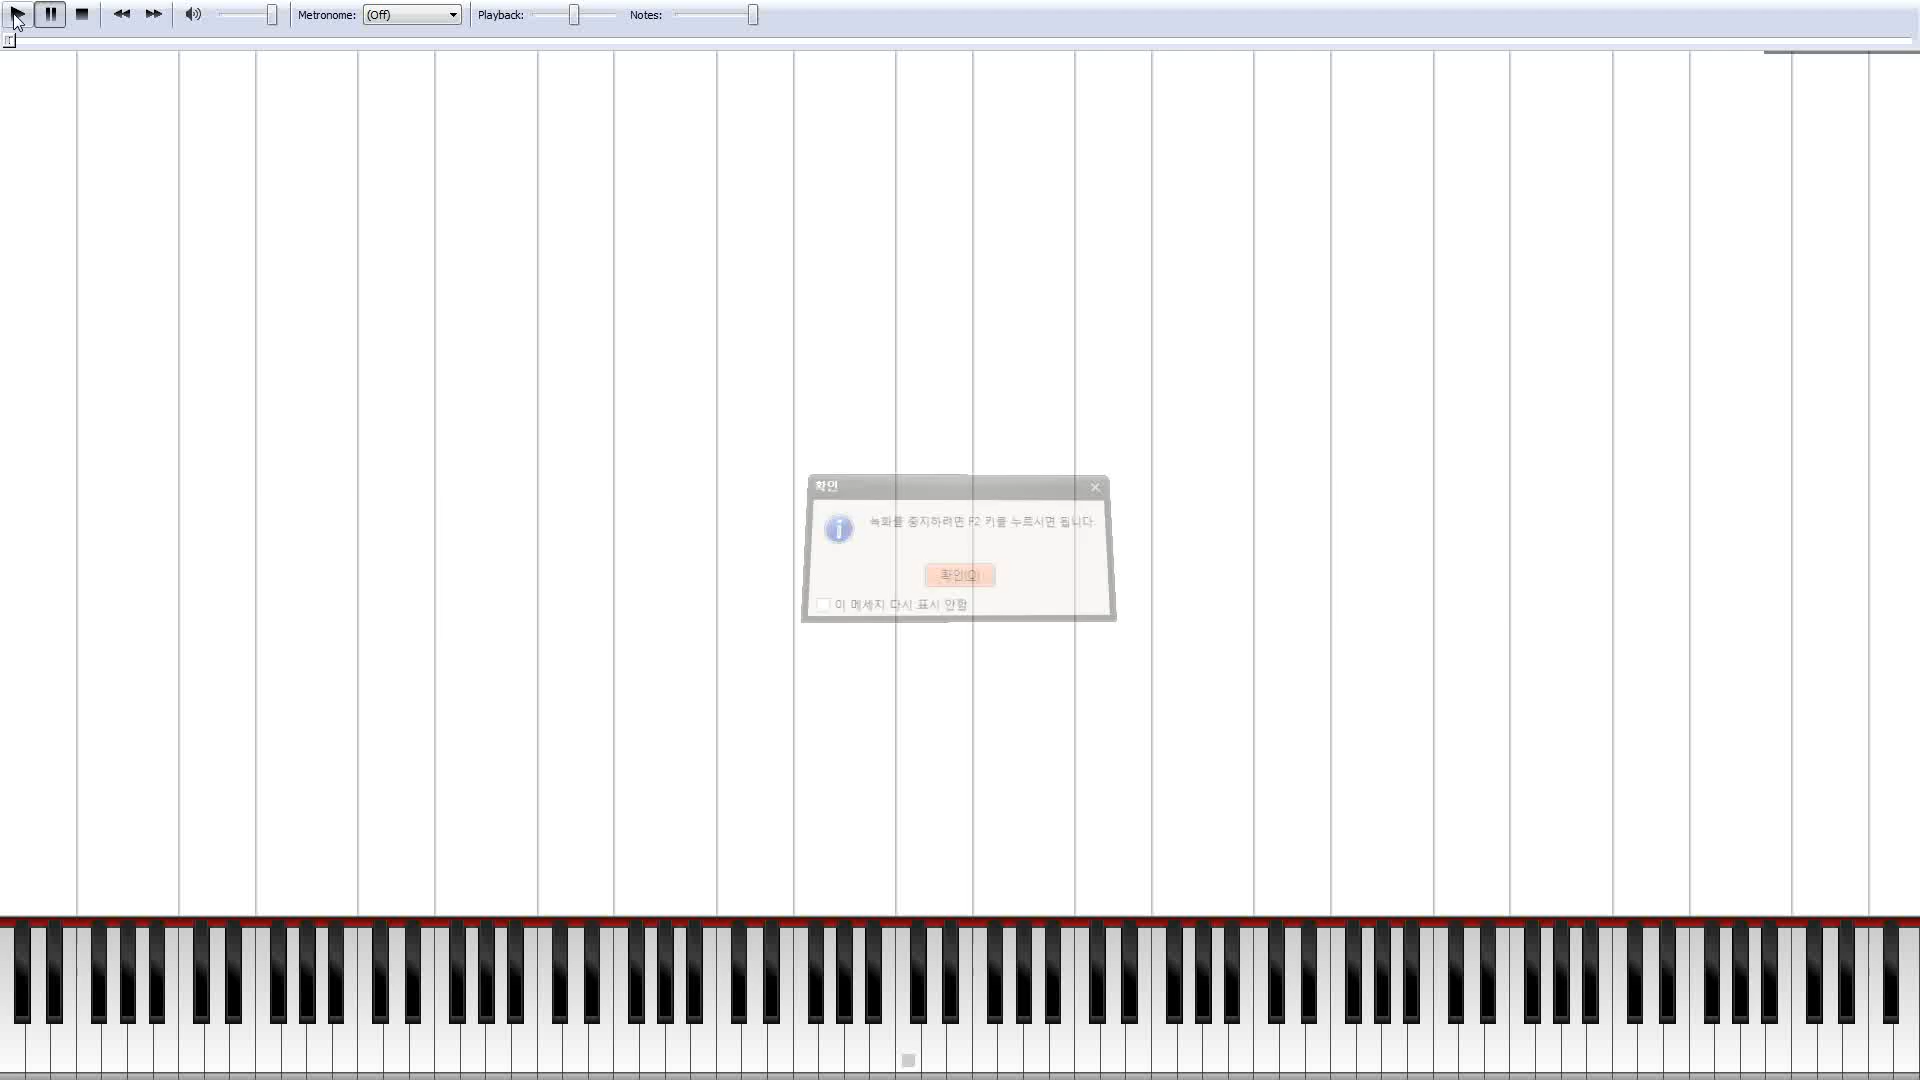 Metronome: (Off) Playback: Notes:
확인
녹화를 중지하려면 F2 키를 누르시면 됩니다.
확인(O)
이 메세지 다시 표시 안함